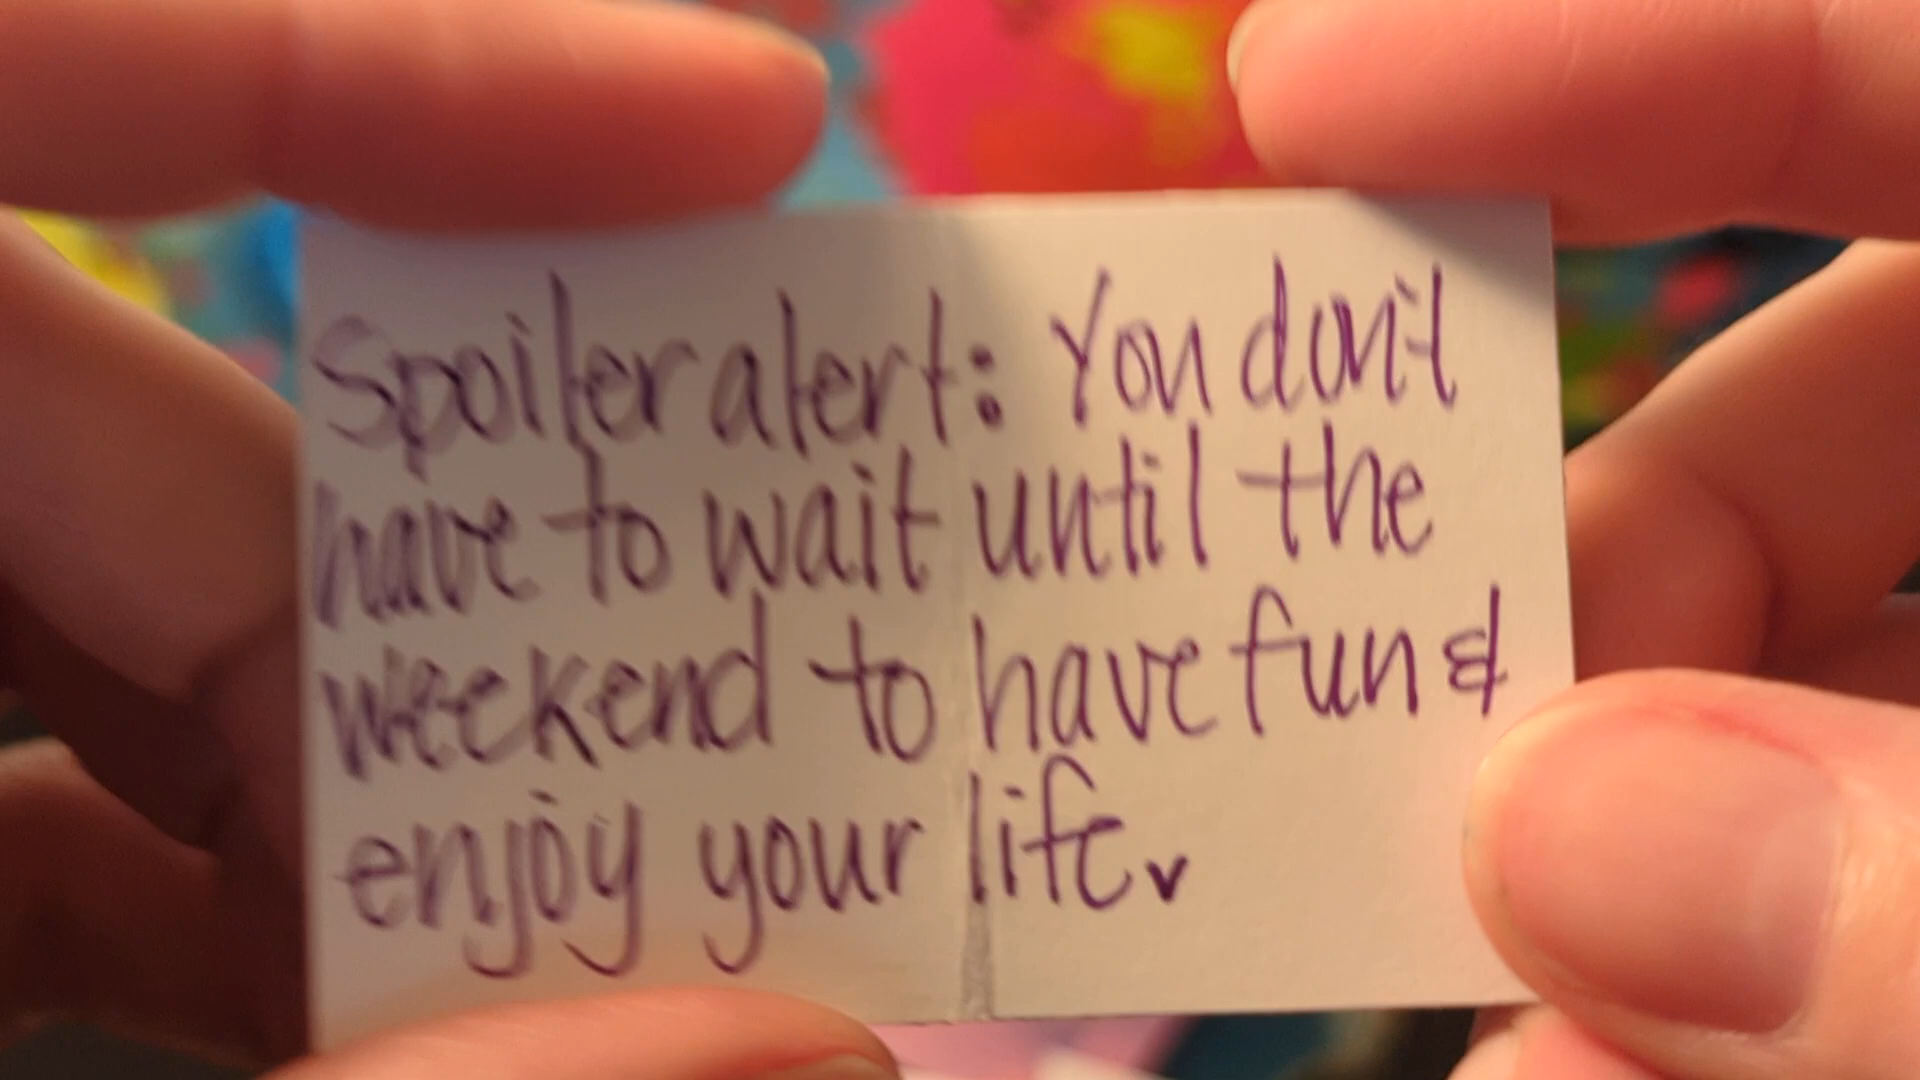 Spoiler alert: You don't
have to wait until the
weekend to have fun &
enjoy your life.